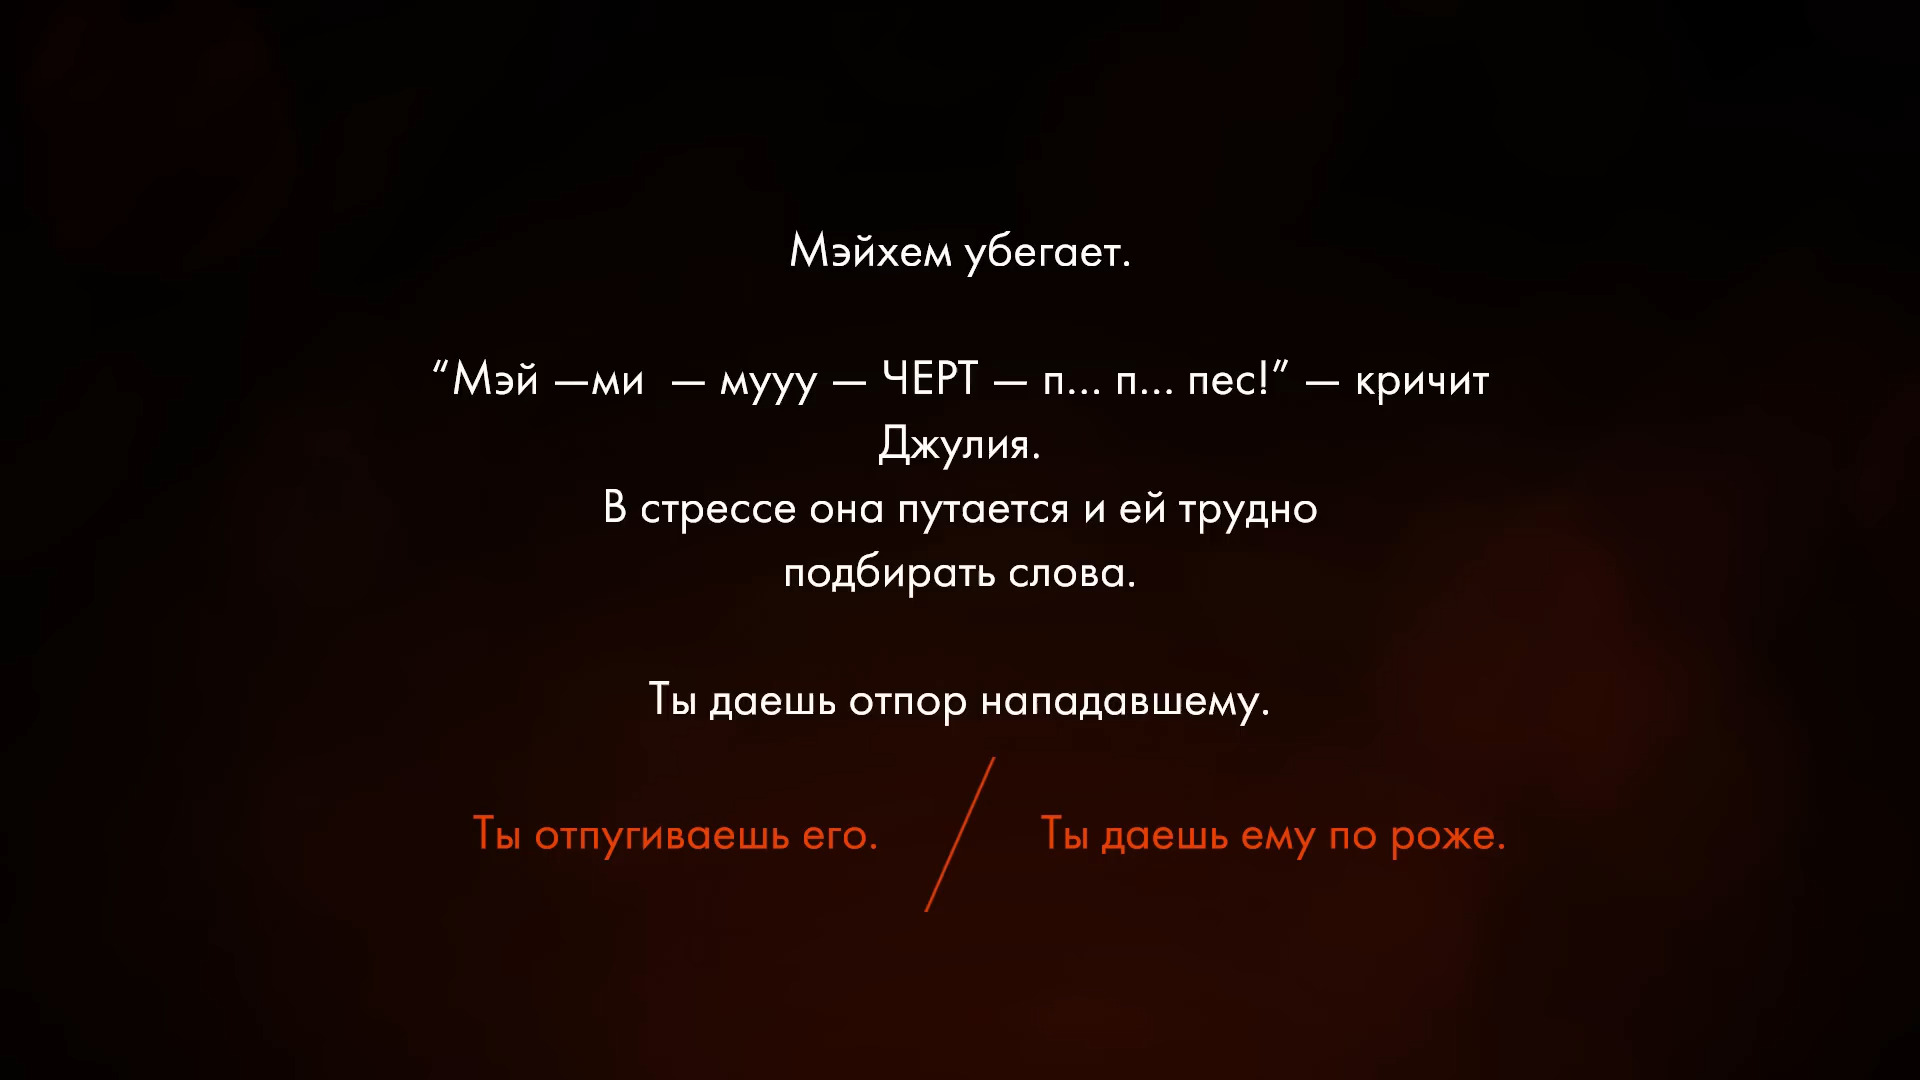 Мэйхем убегает.
“Мэй —ми  — мууу — ЧЕРТ — п... п... пес!” — кричит
Джулия.
В стрессе она путается и ей трудно
подбирать слова.
Ты даешь отпор нападавшему.
Ты отпугиваешь его.
Ты даешь ему по роже.